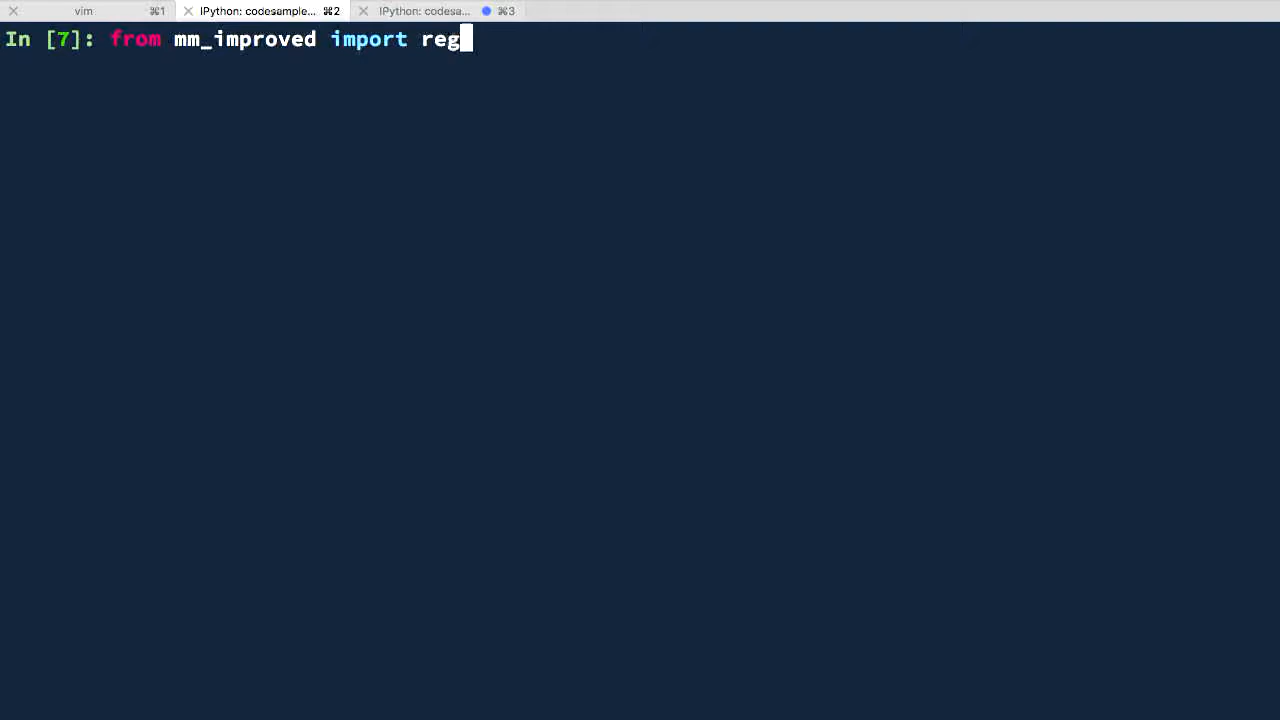 vim ⌘1 IPython: codesample... ⌘2 IPython: codesa... ⌘3
In [7]: from mm_improved import reg